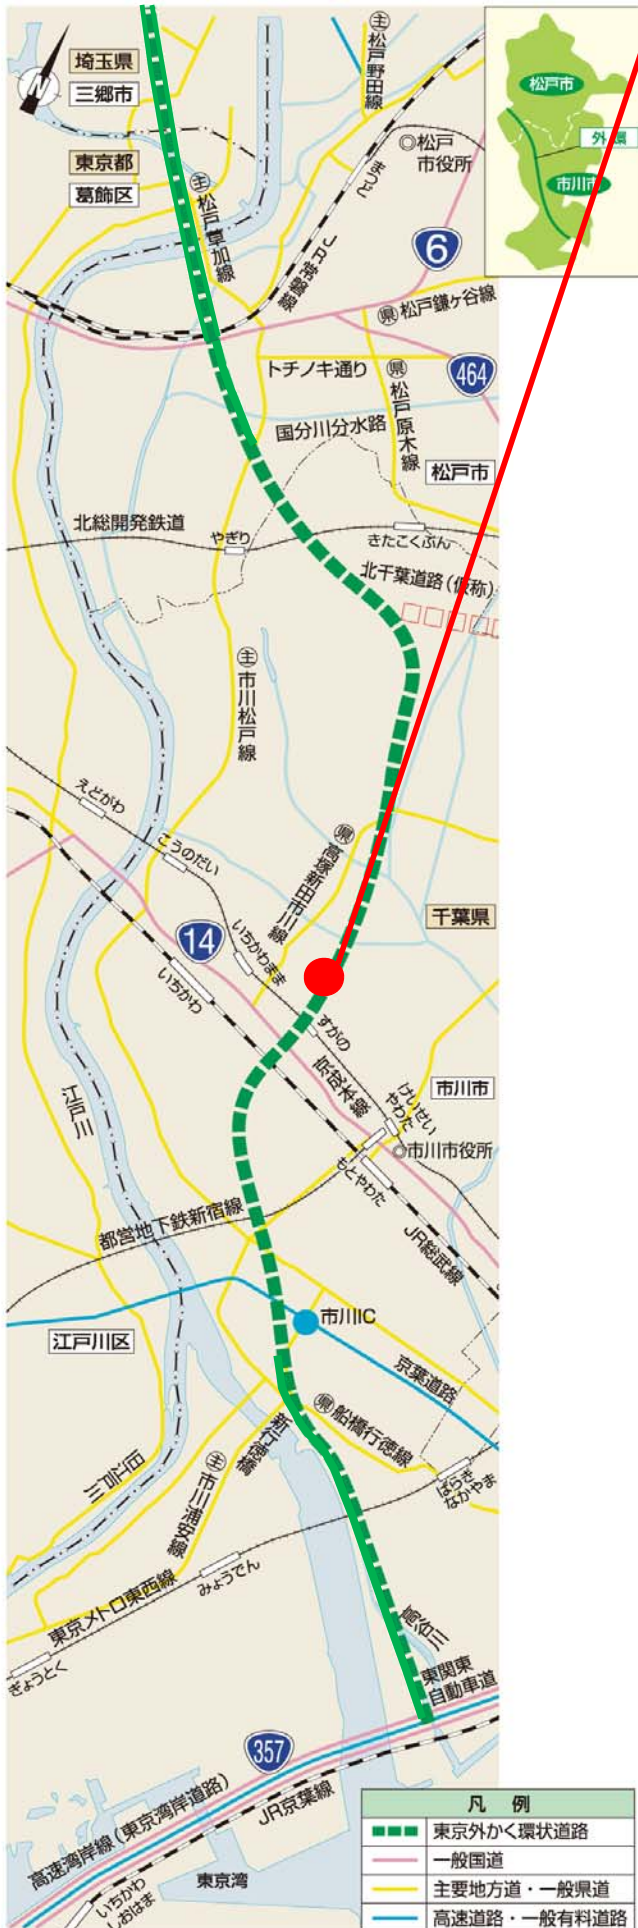 埼玉県
三郷市
N
東京都
葛飾区
主 松戸野田線
松戸
市役所
まつど
主 松戸草加線
JR常磐線
6
県 松戸鎌ヶ谷線
松戸市
外環
市川市
トチノキ通り
464
県 松戸原木線
国分川分水路
松戸市
北総開発鉄道
やぎり
きたこくぶん
北千葉道路(仮称)
主 市川松戸線
えどがわ
こうのだい
県 高塚新田市川線
千葉県
14
いちかわまま
いちかわ
すがの
京成本線
江戸川
市川市
けいせい
やわた
市川市役所
もとやわた
都営地下鉄新宿線
JR総武線
市川IC
江戸川区
京葉道路
県 船橋行徳線
新行徳橋
旧江戸川
主 市川浦安線
ばらき
なかやま
みょうでん
東京メトロ東西線
ぎょうとく
高谷川
東関東
自動車道
357
高速湾岸線(東京湾岸道路)
JR京葉線
東京湾
いちかわ
しおはま
凡例
東京外かく環状道路
一般国道
主要地方道・一般県道
高速道路・一般有料道路